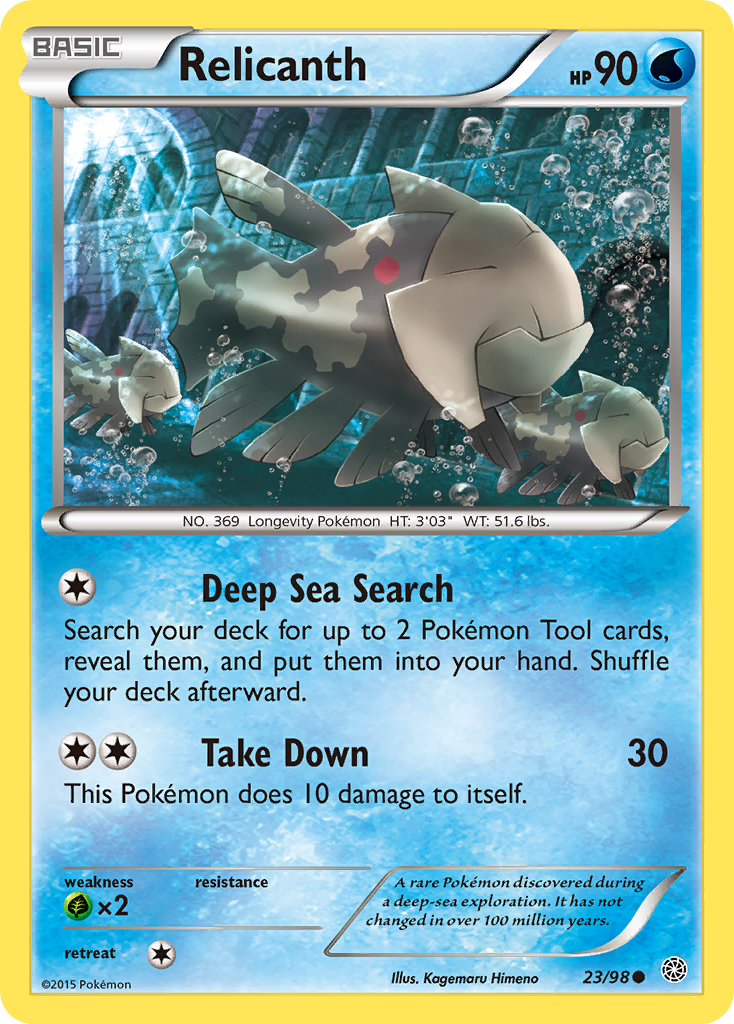 BASIC
Relicanth
HP 90
NO. 369 Longevity Pokémon HT: 3'03" WT: 51.6 lbs.
Deep Sea Search
Search your deck for up to 2 Pokémon Tool cards,
reveal them, and put them into your hand. Shuffle
your deck afterward.
Take Down 30
This Pokémon does 10 damage to itself.
weakness resistance
×2
A rare Pokémon discovered during
a deep-sea exploration. It has not
changed in over 100 million years.
retreat
©2015 Pokémon
Illus. Kagemaru Himeno
23/98